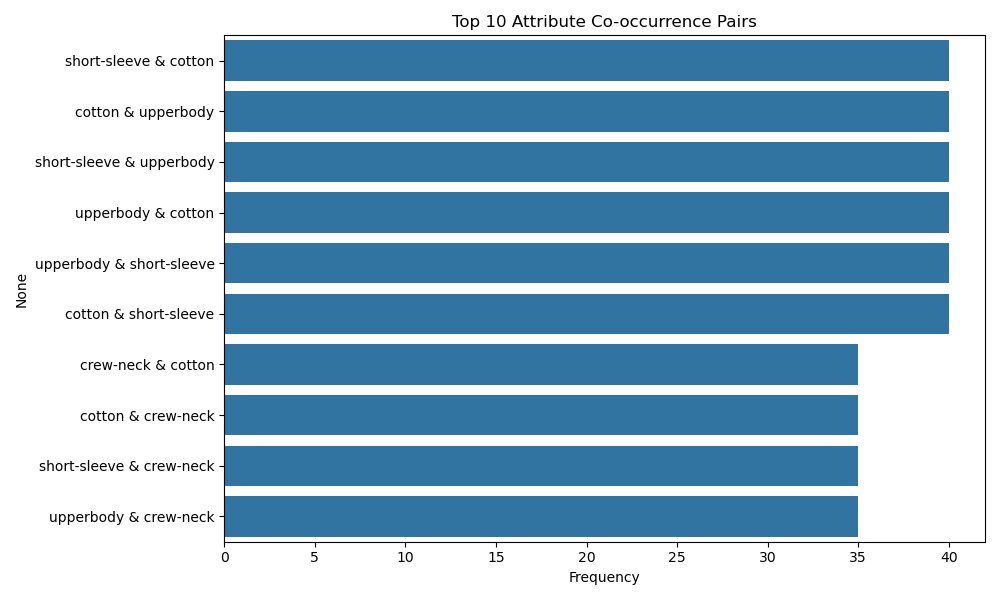 Top 10 Attribute Co-occurrence Pairs
short-sleeve & cotton
cotton & upperbody
short-sleeve & upperbody
upperbody & cotton
upperbody & short-sleeve
cotton & short-sleeve
crew-neck & cotton
cotton & crew-neck
short-sleeve & crew-neck
upperbody & crew-neck
None
0 5 10 15 20 25 30 35 40
Frequency